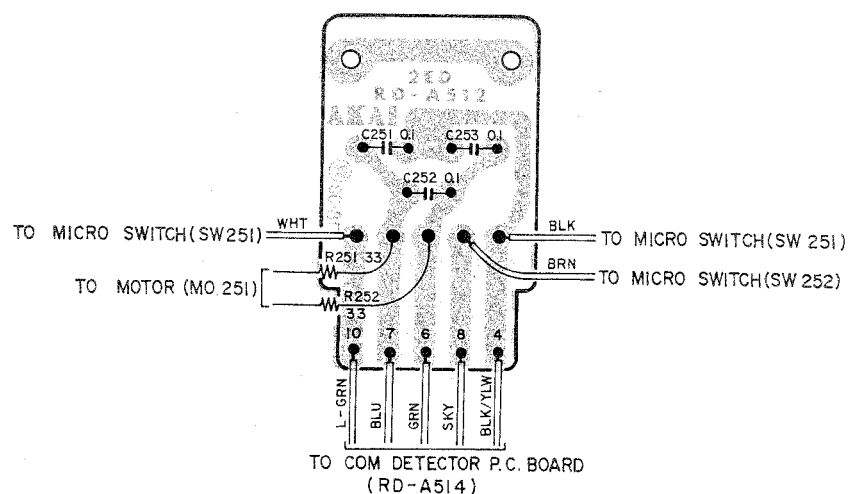 2ED
RD-A512
AKAI
C251 0.1
C253 0.1
C252 0.1
WHT
TO MICRO SWITCH(SW251)
BLK
TO MICRO SWITCH(SW 251)
R251 33
BRN
TO MICRO SWITCH(SW252)
TO MOTOR (MO.251)
R252
33
10 7 6 8 4
L-GRN
BLU
GRN
SKY
BLK/YLW
TO COM DETECTOR P.C. BOARD
(RD-A514)